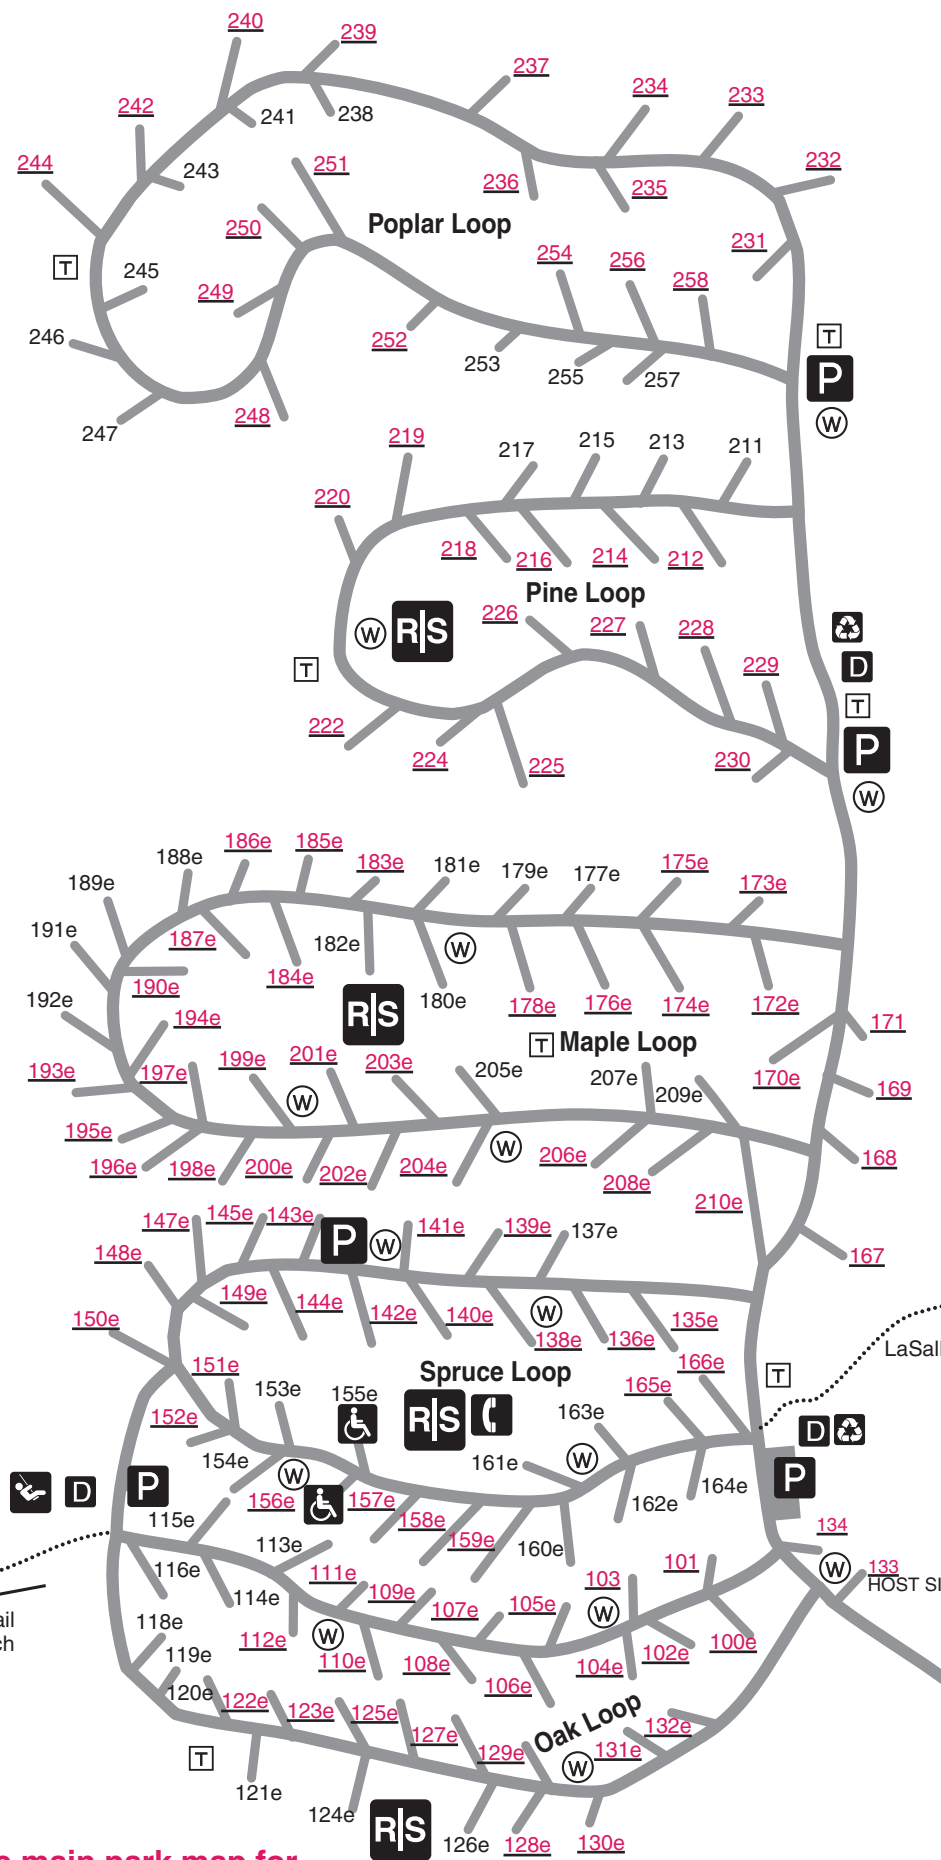 240
239
237
234
233
242
241
238
244
243
251
236
235
232
250
Poplar Loop
231
T
245
249
254
256
258
246
252
253
255
257
T
P
W
247
248
219
217
215
213
211
220
218
216
214
212
Pine Loop
226
227
228
W
R|S
T
229
D
T
222
224
225
230
P
W
188e
186e
185e
183e
181e
179e
177e
175e
173e
189e
191e
187e
182e
W
190e
184e
180e
178e
176e
174e
172e
192e
194e
R|S
T Maple Loop
171
193e
197e
199e
201e
203e
205e
207e
209e
170e
169
W
195e
196e
198e
200e
202e
204e
W
206e
208e
168
210e
147e
145e
143e
P
W
141e
139e
137e
148e
167
149e
144e
142e
140e
W
138e
136e
135e
150e
151e
Spruce Loop
166e
T
LaSall
152e
153e
155e
R|S
165e
163e
154e
W
161e
W
D
D
P
156e
157e
162e
164e
P
115e
158e
159e
160e
134
116e
113e
111e
109e
107e
105e
103
101
W
133
HOST SI
114e
W
ail
ch
118e
112e
110e
108e
106e
W
104e
102e
100e
119e
120e
122e
123e
125e
127e
129e
Oak Loop
132e
131e
W
T
121e
124e
R|S
126e
128e
130e
main park map for